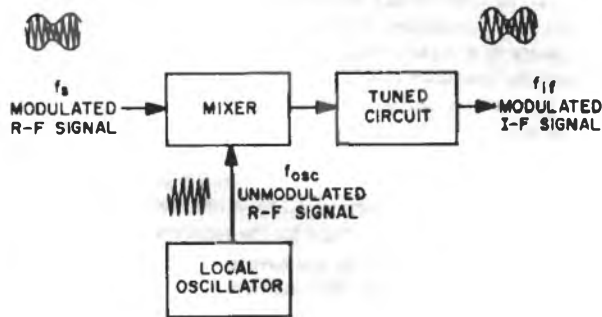 fs
MODULATED
R-F SIGNAL
MIXER
TUNED
CIRCUIT
fif
MODULATED
I-F SIGNAL
fosc
UNMODULATED
R-F SIGNAL
LOCAL
OSCILLATOR